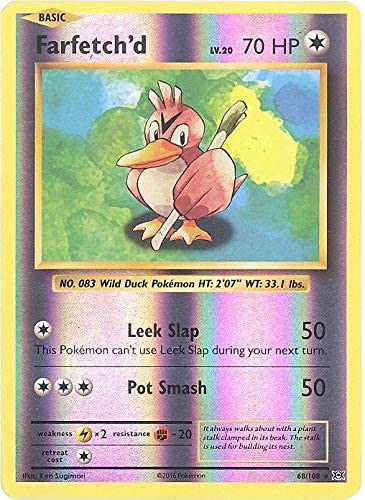 BASIC
Farfetch'd LV.20 70 HP
NO. 083 Wild Duck Pokémon HT: 2'07" WT: 33.1 lbs.
Leek Slap 50
This Pokémon can't use Leek Slap during your next turn.
Pot Smash 50
weakness ×2 resistance -20
retreat cost
It always walks about with a plant
stalk clamped in its beak. The stalk
is used for building its nest.
Illus. Ken Sugimori ©2016 Pokémon 68/108